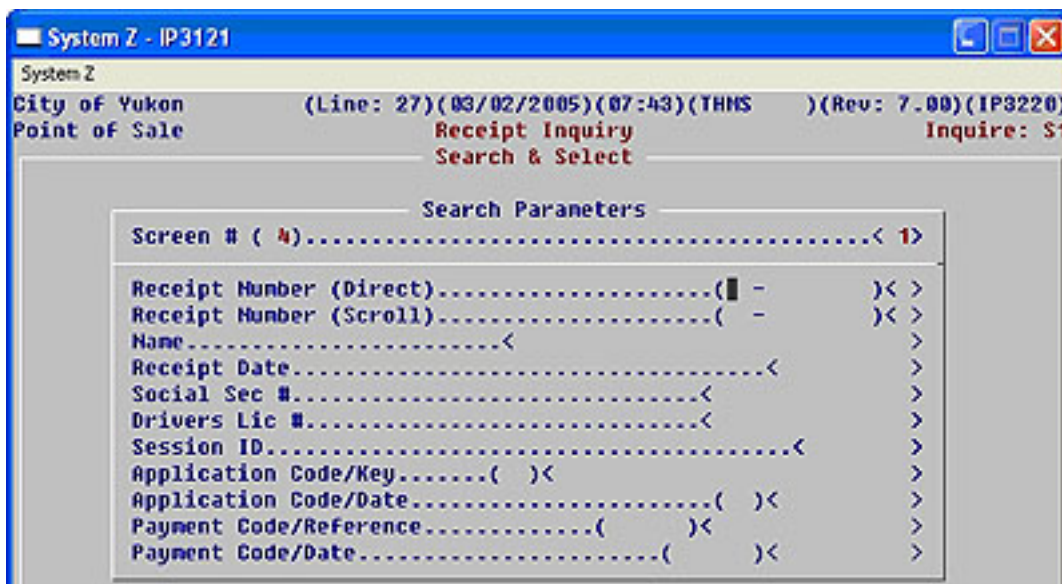 System Z - IP3121
System Z
City of Yukon (Line: 27)(03/02/2005)(07:43)(THMS )(Rev: 7.00)(IP3220)
Point of Sale Receipt Inquiry Inquire:
Search & Select
Search Parameters
Screen # ( 4)...........................................< 1>
Receipt Number (Direct).....................( - )< >
Receipt Number (Scroll).....................( - )< >
Name........................< >
Receipt Date....................................< >
Social Sec #...............................< >
Drivers Lic #..............................< >
Session ID........................................< >
Application Code/Key.......( )< >
Application Code/Date.......................( )< >
Payment Code/Reference.............( )< >
Payment Code/Date.......................( )< >